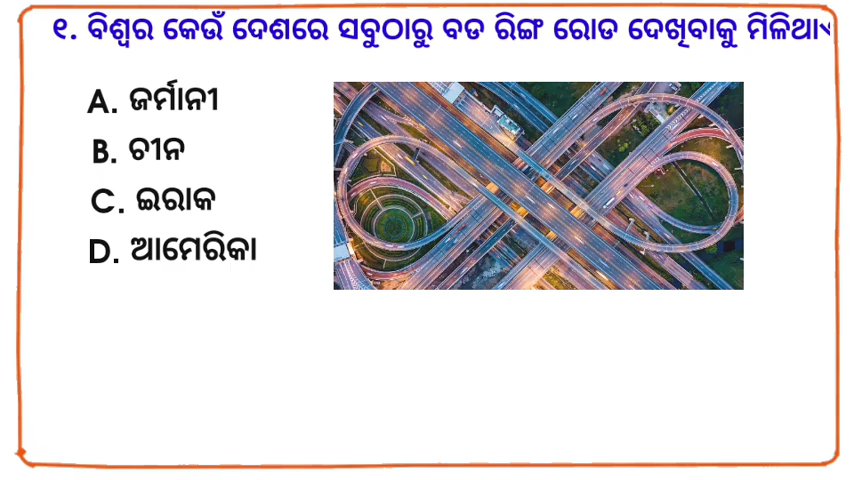 ୧. ବିଶ୍ୱର କେଉଁ ଦେଶରେ ସବୁଠାରୁ ବଡ ରିଙ୍ଗ ରୋଡ ଦେଖିବାକୁ
A. ଜର୍ମାନୀ
B. ଚୀନ
C. ଇରାକ
D. ଆମେରିକା